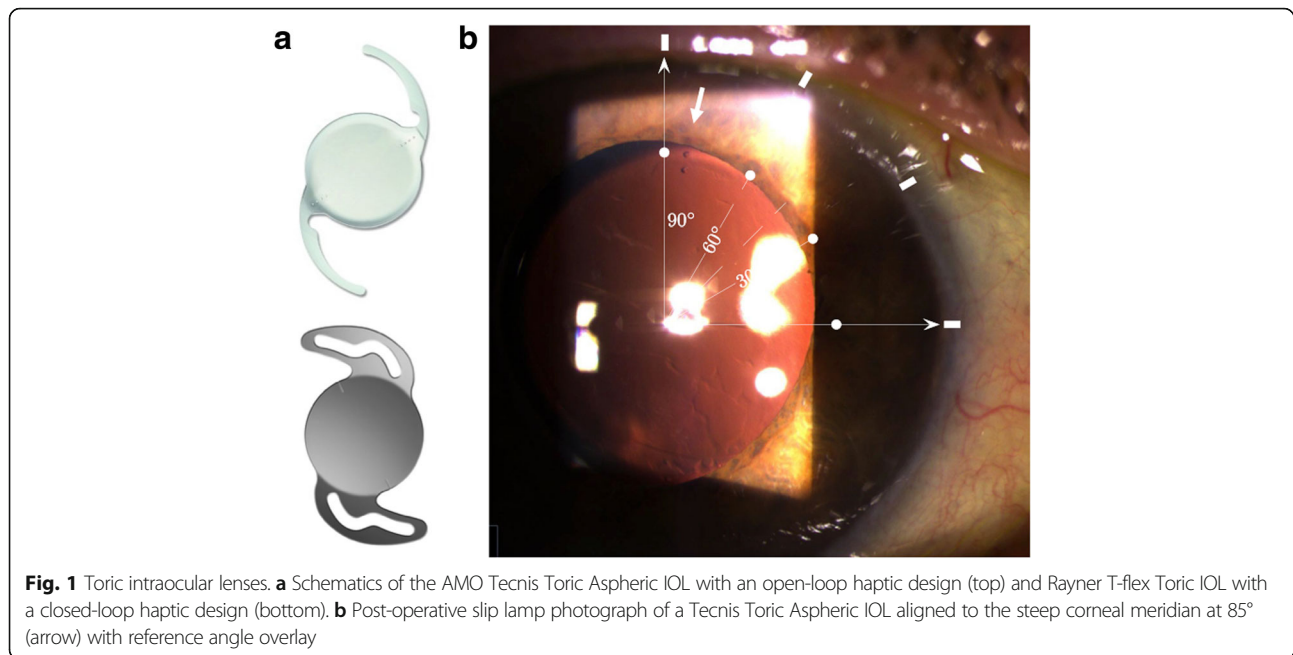 a
b
90°
60°
30
Fig. 1 Toric intraocular lenses. a Schematics of the AMO Tecnis Toric Aspheric IOL with an open-loop haptic design (top) and Rayner T-flex Toric IOL with
a closed-loop haptic design (bottom). b Post-operative slip lamp photograph of a Tecnis Toric Aspheric IOL aligned to the steep corneal meridian at 85°
(arrow) with reference angle overlay